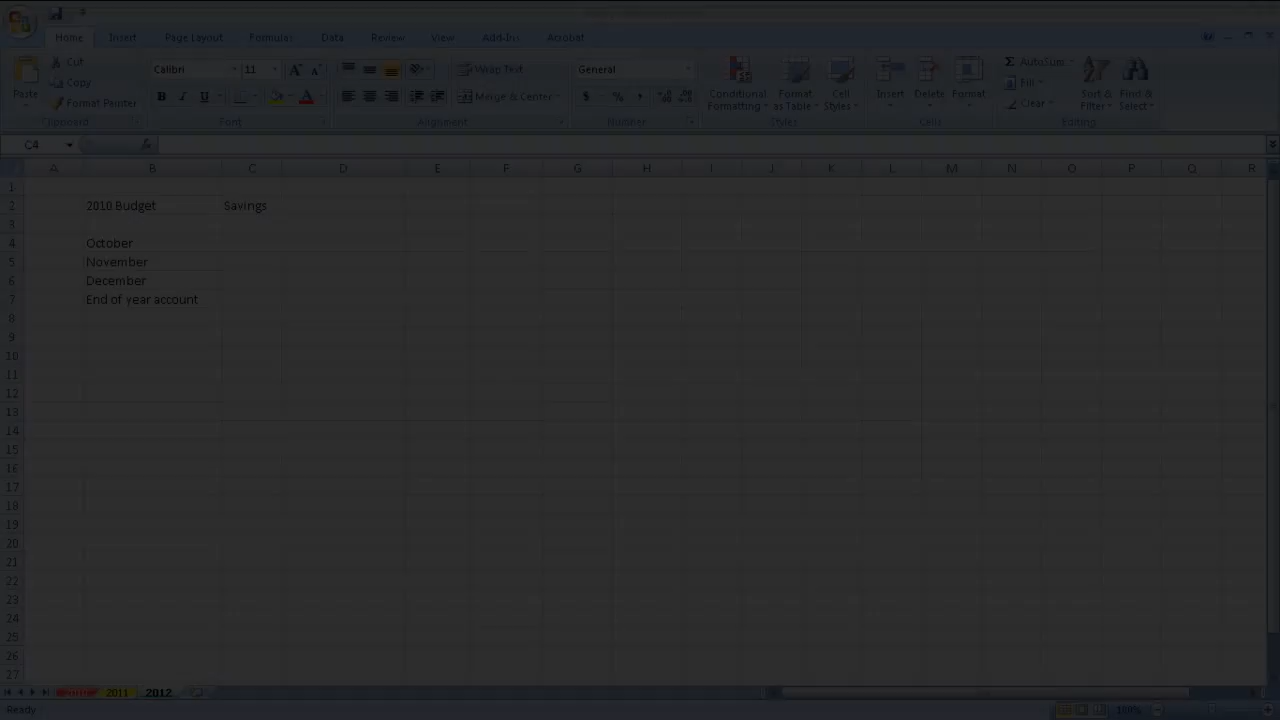 Home Insert Page Layout Formulas Data Review View Add-Ins Acrobat
Cut
Copy
Format Painter
Paste
Clipboard
Calibri 11
B I U
Font
Wrap Text
Merge & Center
Alignment
General
$ % ,
Number
Conditional Formatting
Format as Table
Cell Styles
Styles
Insert Delete Format
Cells
Σ AutoSum
Fill
Clear
Sort & Filter
Find & Select
Editing
C4 fx
A B C D E F G H I J K L M N O P Q R
1
2 2010 Budget Savings
3
4 October
5 November
6 December
7 End of year account
8
9
10
11
12
13
14
15
16
17
18
19
20
21
22
23
24
25
26
27
2010 2011 2012
Ready 100%